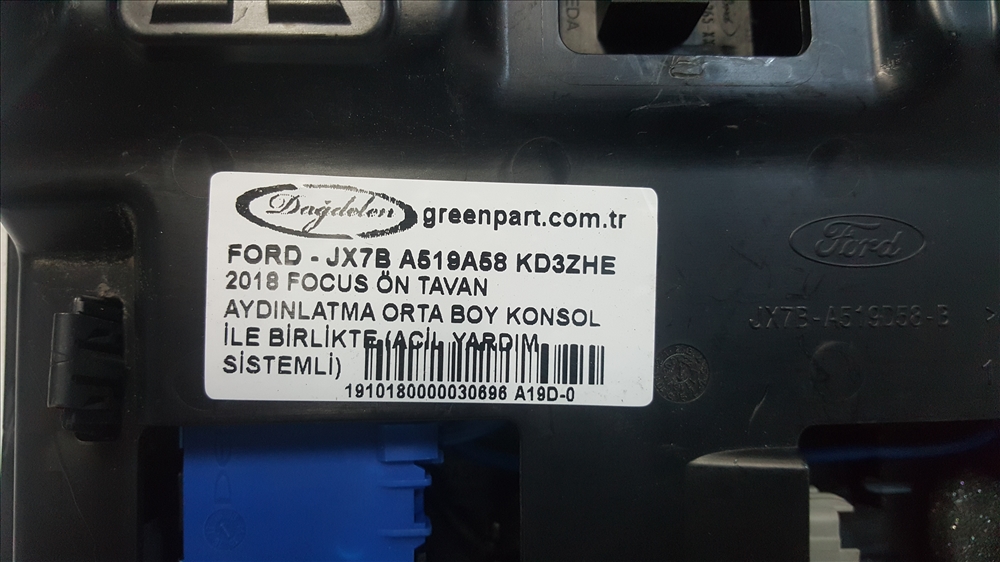 Dağdelen
greenpart.com.tr
FORD - JX7B A519A58 KD3ZHE
2018 FOCUS ÖN TAVAN
AYDINLATMA ORTA BOY KONSOL
İLE BİRLİKTE (ACİL YARDIM
SİSTEMLİ)
1910180000030696 A19D-0
Ford
JX7B-A519D58-B